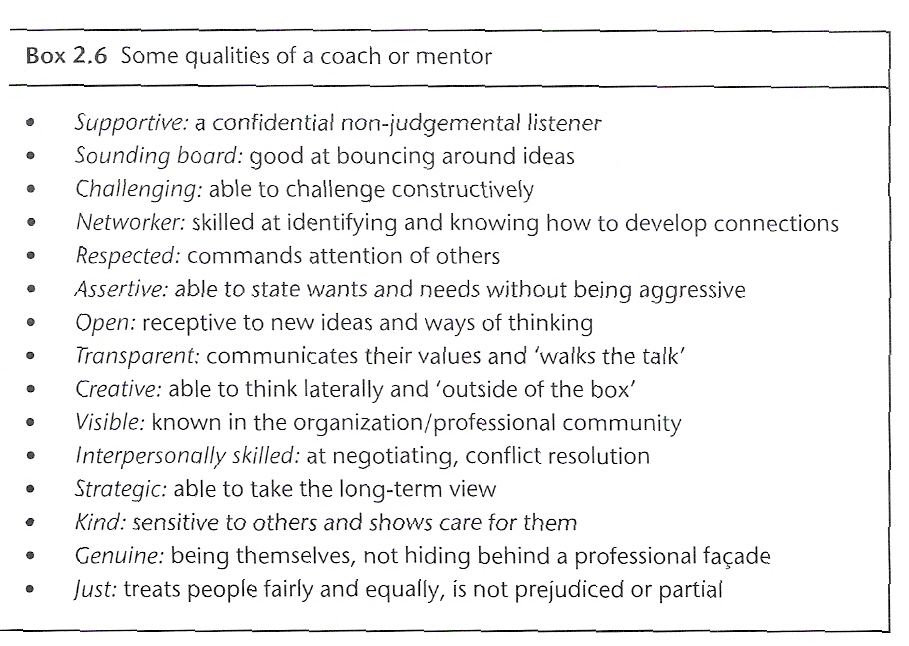 Box 2.6 Some qualities of a coach or mentor
• Supportive: a confidential non-judgemental listener
• Sounding board: good at bouncing around ideas
• Challenging: able to challenge constructively
• Networker: skilled at identifying and knowing how to develop connections
• Respected: commands attention of others
• Assertive: able to state wants and needs without being aggressive
• Open: receptive to new ideas and ways of thinking
• Transparent: communicates their values and ‘walks the talk’
• Creative: able to think laterally and ‘outside of the box’
• Visible: known in the organization/professional community
• Interpersonally skilled: at negotiating, conflict resolution
• Strategic: able to take the long-term view
• Kind: sensitive to others and shows care for them
• Genuine: being themselves, not hiding behind a professional façade
• Just: treats people fairly and equally, is not prejudiced or partial